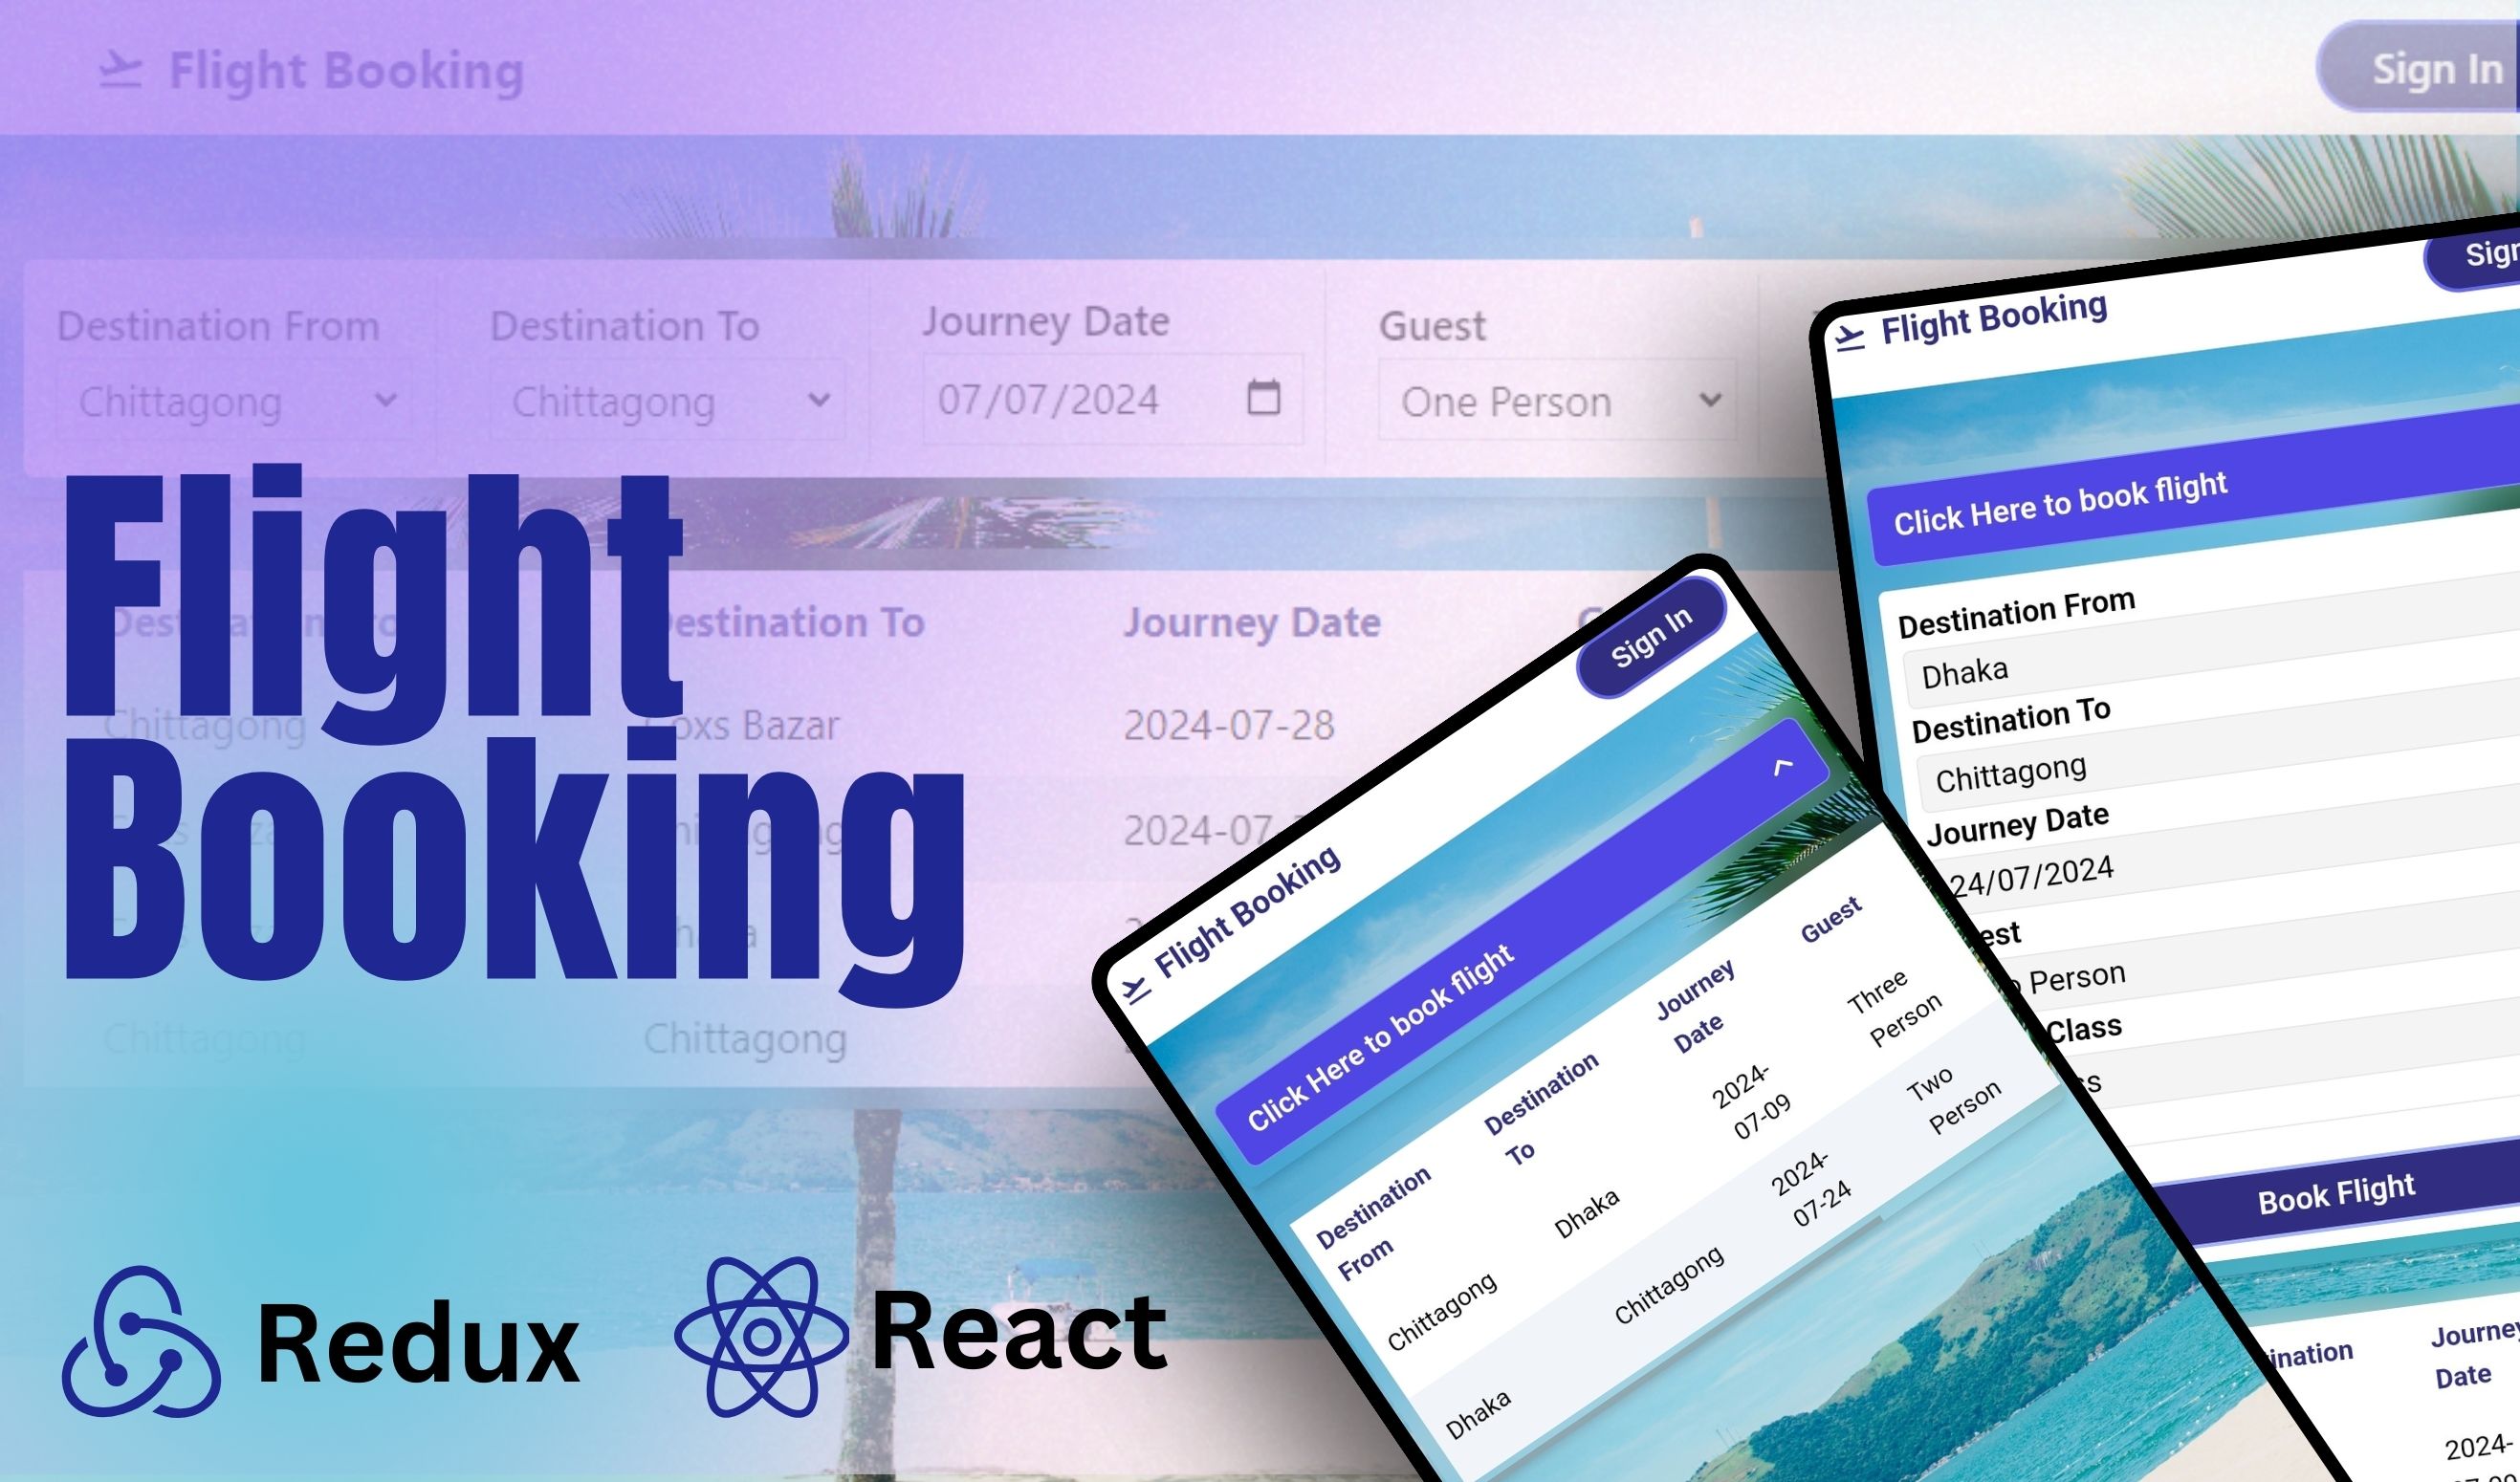 Flight Booking
Sign In
Destination From
Destination To
Journey Date
Guest
Chittagong
Chittagong
07/07/2024
One Person
Destination To
Journey Date
Chittagong
Coxs Bazar
2024-07-28
2024-07-
Chittagong
Chittagong
Flight
Booking
Redux
React
Flight Booking
Sign In
Click Here to book flight
Destination
From
Destination
To
Journey
Date
Guest
Chittagong
Dhaka
2024-
07-09
Three
Person
Dhaka
Chittagong
2024-
07-24
Two
Person
Flight Booking
Sign
Click Here to book flight
Destination From
Dhaka
Destination To
Chittagong
Journey Date
24/07/2024
Person
Class
Book Flight
Journey
Date
2024-